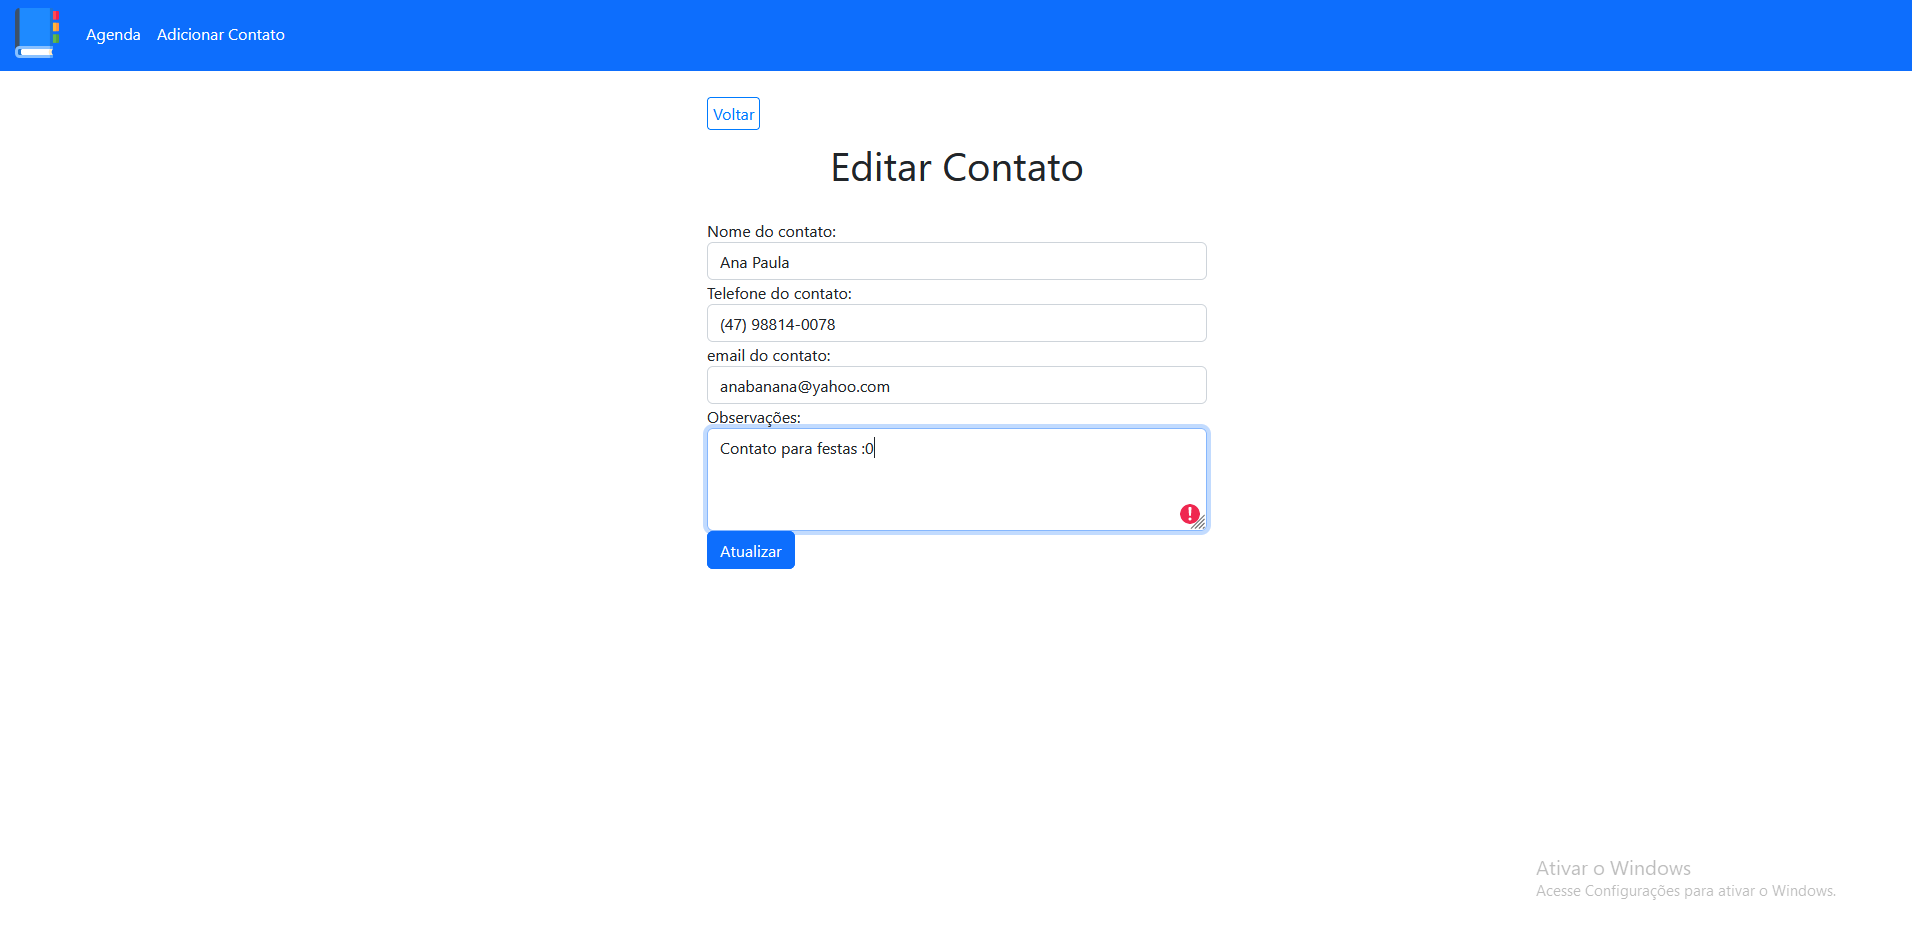 Agenda Adicionar Contato
Voltar
Editar Contato
Nome do contato:
Ana Paula
Telefone do contato:
(47) 98814-0078
email do contato:
anabanana@yahoo.com
Observações:
Contato para festas :0
Atualizar
Ativar o Windows
Acesse Configurações para ativar o Windows.